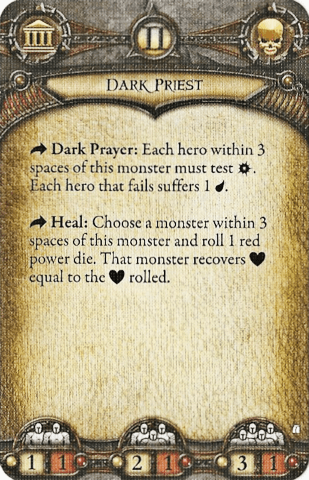 II
DARK PRIEST
Dark Prayer: Each hero within 3
spaces of this monster must test .
Each hero that fails suffers 1 .
Heal: Choose a monster within 3
spaces of this monster and roll 1 red
power die. That monster recovers
equal to the rolled.
1 1 2 1 3 1